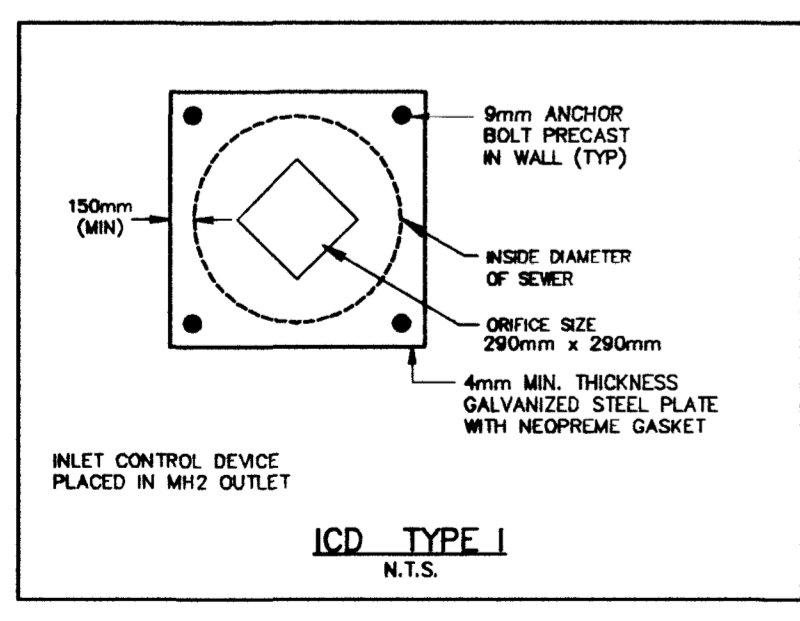 9mm ANCHOR
BOLT PRECAST
IN WALL (TYP)
150mm
(MIN)
INSIDE DIAMETER
OF SEWER
ORIFICE SIZE
290mm x 290mm
4mm MIN. THICKNESS
GALVANIZED STEEL PLATE
WITH NEOPREME GASKET
INLET CONTROL DEVICE
PLACED IN MH2 OUTLET
ICD TYPE I
N.T.S.